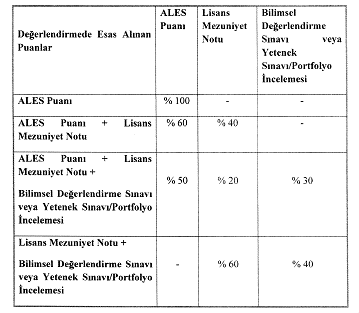 Değerlendirmede Esas Alınan
Puanlar
ALES
Puanı
Lisans
Mezuniyet
Notu
Bilimsel
Değerlendirme
Sınavı veya
Yetenek
Sınavı/Portfolyo
İncelemesi
ALES Puanı
% 100
-
-
ALES Puanı + Lisans
Mezuniyet Notu
% 60
% 40
-
ALES Puanı + Lisans
Mezuniyet Notu +
Bilimsel Değerlendirme Sınavı
veya Yetenek Sınavı/Portfolyo
İncelemesi
% 50
% 20
% 30
Lisans Mezuniyet Notu +
Bilimsel Değerlendirme Sınavı
veya Yetenek Sınavı/Portfolyo
İncelemesi
-
% 60
% 40